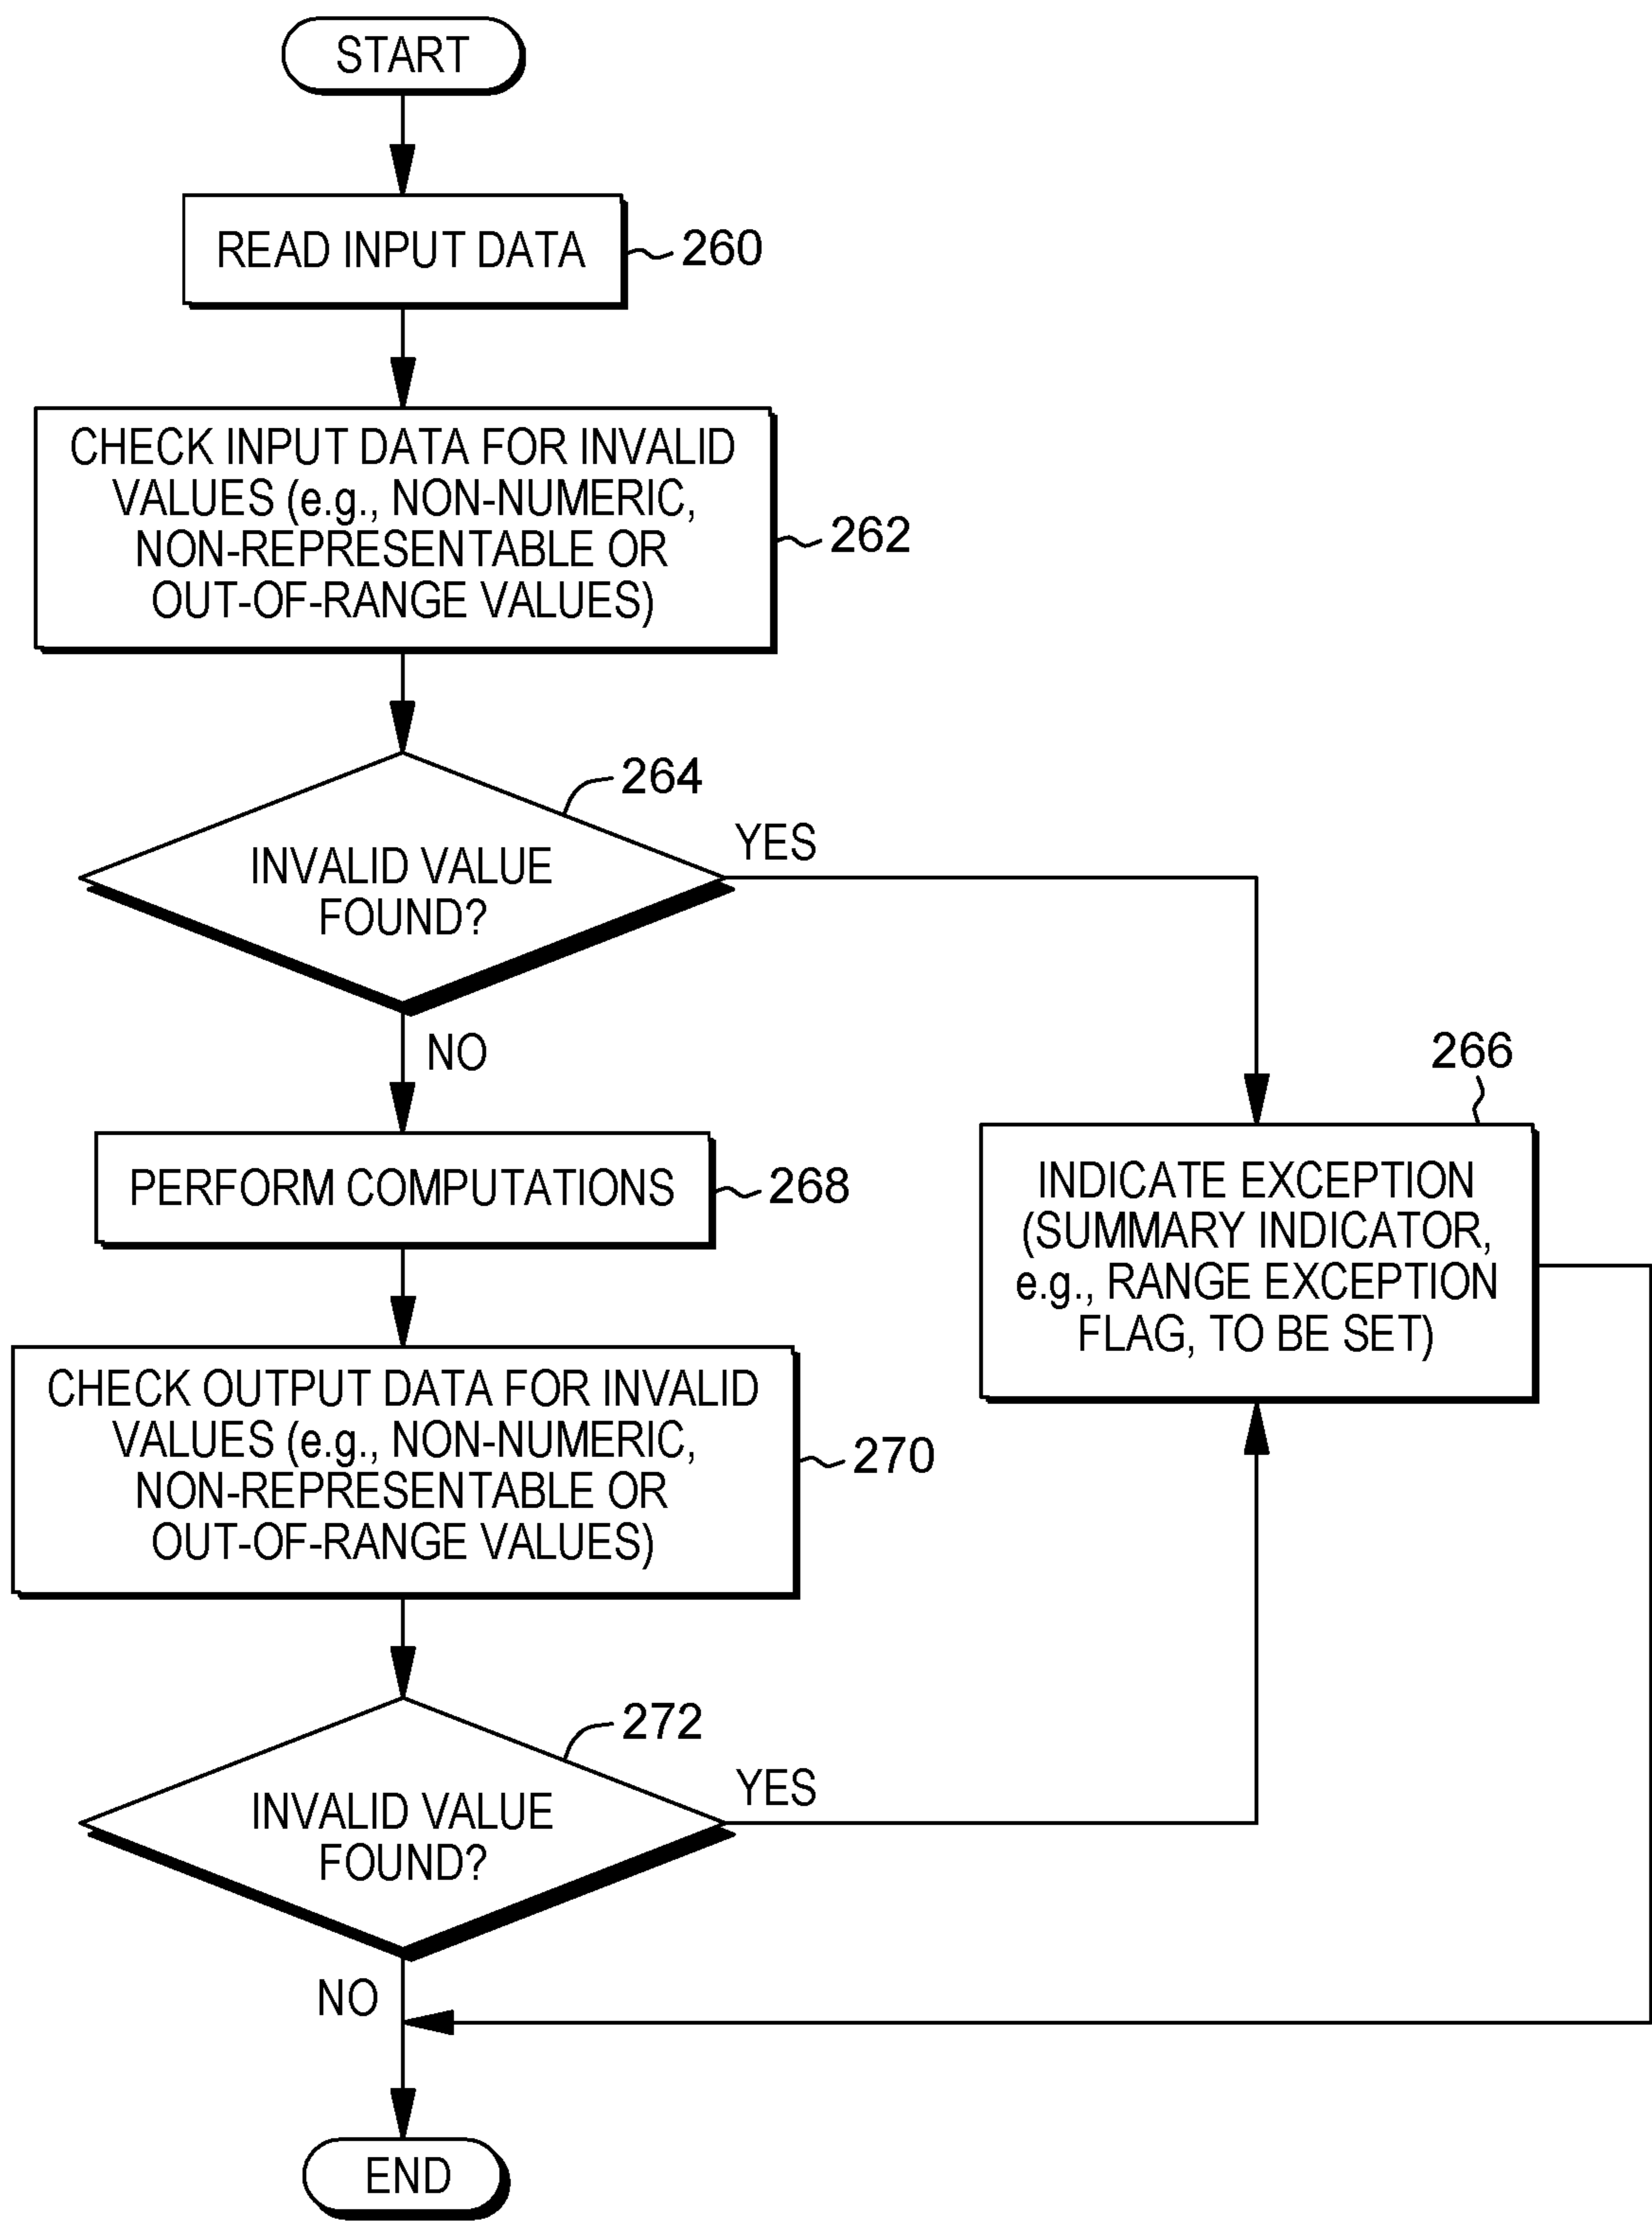 START
READ INPUT DATA
260
CHECK INPUT DATA FOR INVALID
VALUES (e.g., NON-NUMERIC,
NON-REPRESENTABLE OR
OUT-OF-RANGE VALUES)
262
264
INVALID VALUE
FOUND?
YES
NO
266
INDICATE EXCEPTION
(SUMMARY INDICATOR,
e.g., RANGE EXCEPTION
FLAG, TO BE SET)
PERFORM COMPUTATIONS
268
CHECK OUTPUT DATA FOR INVALID
VALUES (e.g., NON-NUMERIC,
NON-REPRESENTABLE OR
OUT-OF-RANGE VALUES)
270
272
INVALID VALUE
FOUND?
YES
NO
END